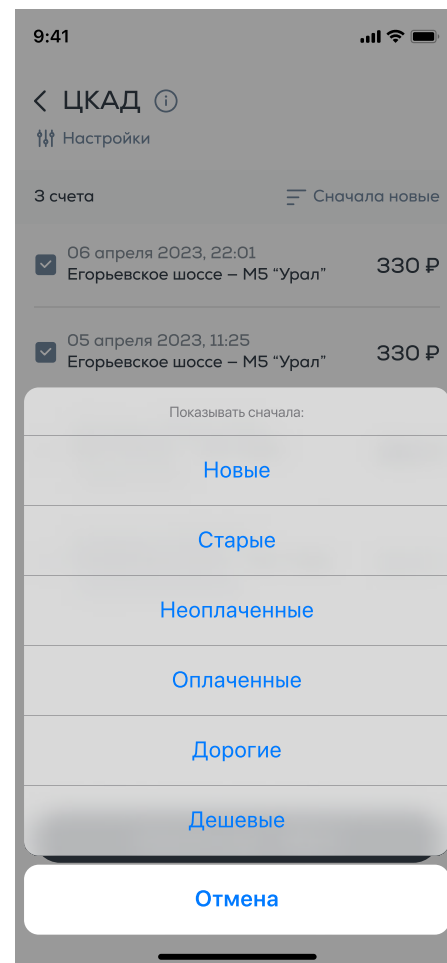 9:41
ЦКАД
Настройки
3 счета
Сначала новые
06 апреля 2023, 22:01
Егорьевское шоссе – М5 “Урал”
330 ₽
05 апреля 2023, 11:25
Егорьевское шоссе – М5 “Урал”
330 ₽
Показывать сначала:
Новые
Старые
Неоплаченные
Оплаченные
Дорогие
Дешевые
Отмена